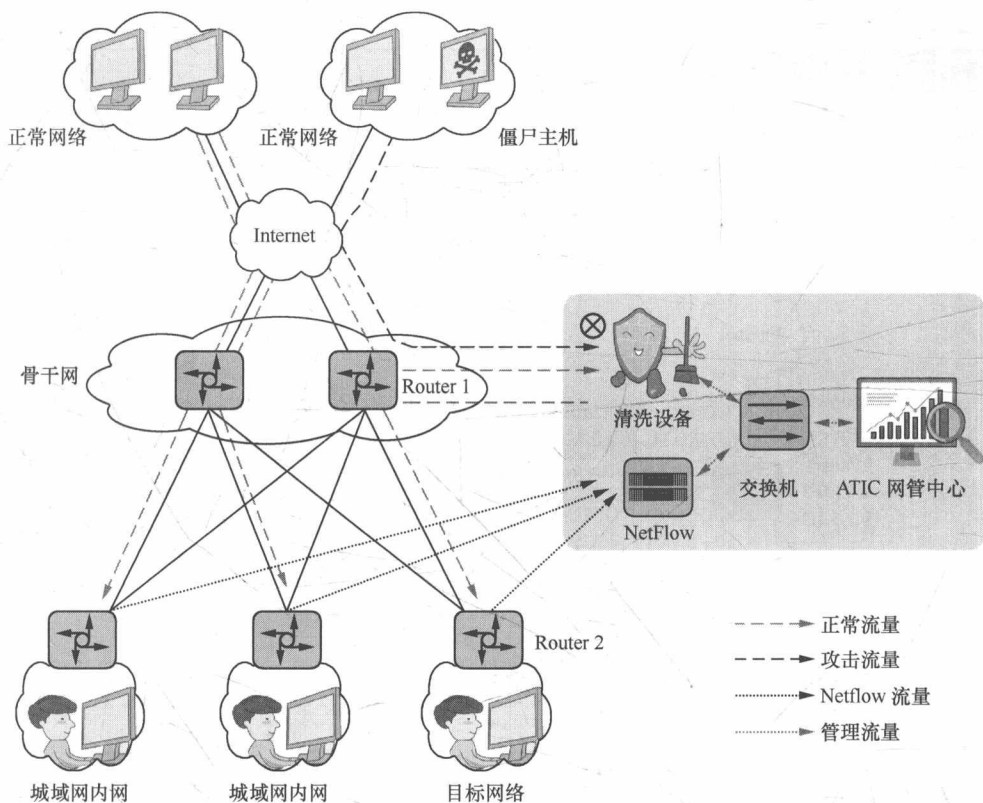 正常网络
正常网络
僵尸主机
Internet
骨干网
Router 1
清洗设备
交换机
ATIC 网管中心
NetFlow
Router 2
正常流量
攻击流量
Netflow 流量
管理流量
城域网内网
城域网内网
目标网络